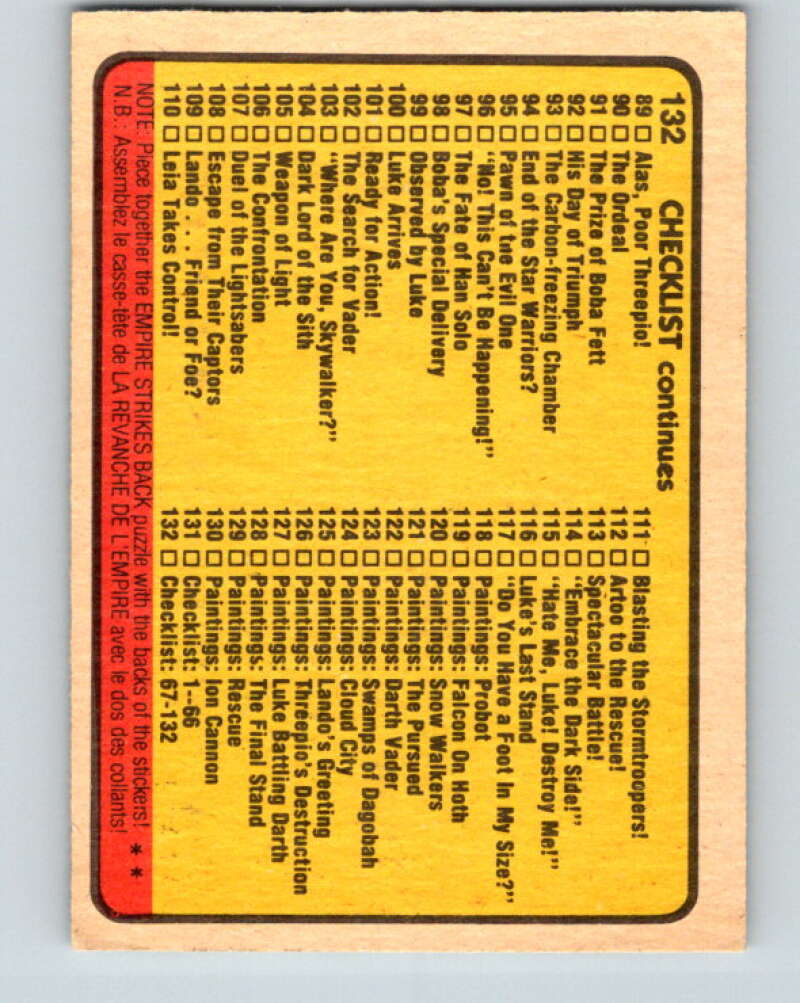 132 CHECKLIST continues
89 □ Alas, Poor Threepio!
90 □ The Ordeal
91 □ The Prize of Boba Fett
92 □ His Day of Triumph
93 □ The Carbon-freezing Chamber
94 □ End of the Star Warriors?
95 □ Pawn of the Evil One
96 □ "No! This Can't Be Happening!"
97 □ The Fate of Han Solo
98 □ Boba's Special Delivery
99 □ Observed by Luke
100 □ Luke Arrives
101 □ Ready for Action!
102 □ The Search for Vader
103 □ "Where Are You, Skywalker?"
104 □ Dark Lord of the Sith
105 □ Weapon of Light
106 □ The Confrontation
107 □ Duel of the Lightsabers
108 □ Escape from Their Captors
109 □ Lando . . . Friend or Foe?
110 □ Leia Takes Control!
111 □ Blasting the Stormtroopers!
112 □ Artoo to the Rescue!
113 □ Spectacular Battle!
114 □ "Embrace the Dark Side!"
115 □ "Hate Me, Luke! Destroy Me!"
116 □ Luke's Last Stand
117 □ "Do You Have a Foot In My Size?"
118 □ Paintings: Probot
119 □ Paintings: Falcon On Hoth
120 □ Paintings: Snow Walkers
121 □ Paintings: The Pursued
122 □ Paintings: Darth Vader
123 □ Paintings: Swamps of Dagobah
124 □ Paintings: Cloud City
125 □ Paintings: Lando's Greeting
126 □ Paintings: Threepio's Destruction
127 □ Paintings: Luke Battling Darth
128 □ Paintings: The Final Stand
129 □ Paintings: Rescue
130 □ Paintings: Ion Cannon
131 □ Checklist: 1--66
132 □ Checklist: 67-132
NOTE: Piece together the EMPIRE STRIKES BACK puzzle with the backs of the stickers! * *
N.B.: Assemblez le casse-tête de LA REVANCHE DE L'EMPIRE avec le dos des collants!